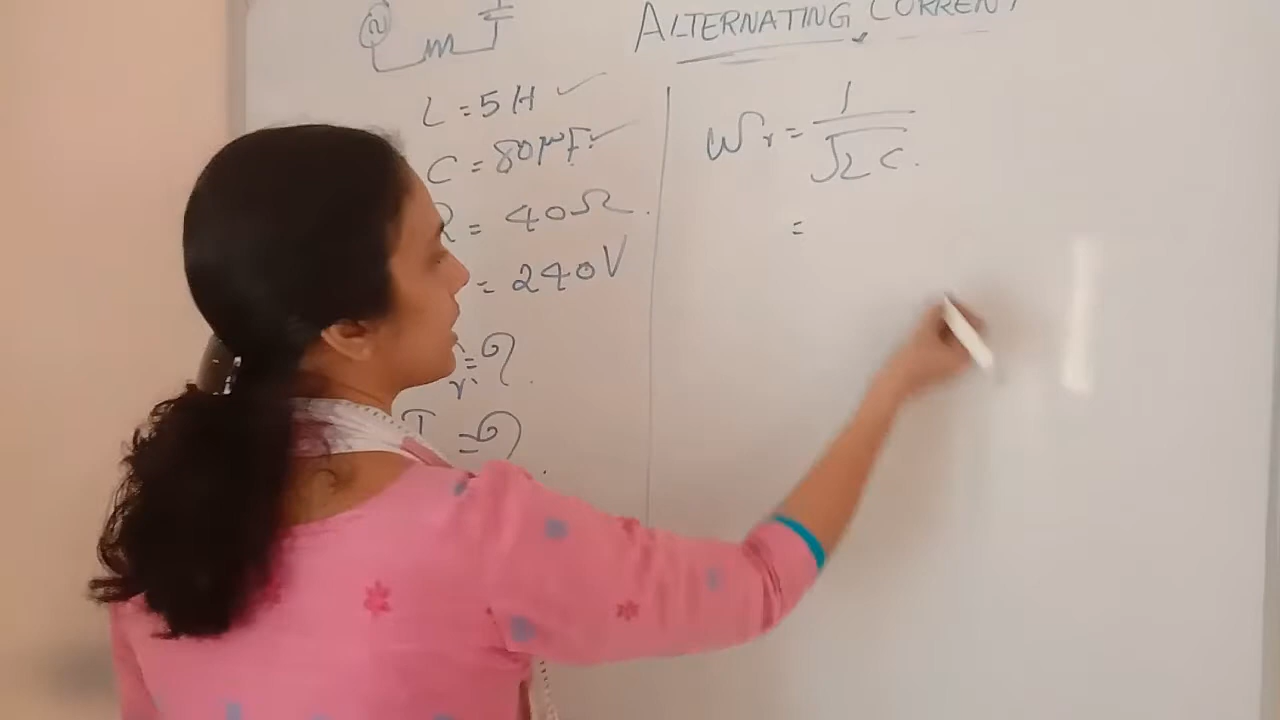 ALTERNATING CURRENT
L = 5H ✓
C = 80μF ✓
R = 40Ω.
= 240V
r = ?.
I = ?.
ωr = 1/√LC.
=